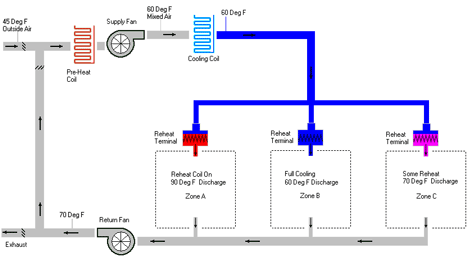 45 Deg F
Outside Air
Supply Fan
60 Deg F
Mixed Air
60 Deg F
Pre-Heat
Coil
Cooling Coil
Reheat
Terminal
Reheat
Terminal
Reheat
Terminal
Reheat Coil On
90 Deg F Discharge
Zone A
Full Cooling
60 Deg F Discharge
Zone B
Some Reheat
70 Deg F Discharge
Zone C
70 Deg F
Return Fan
Exhaust